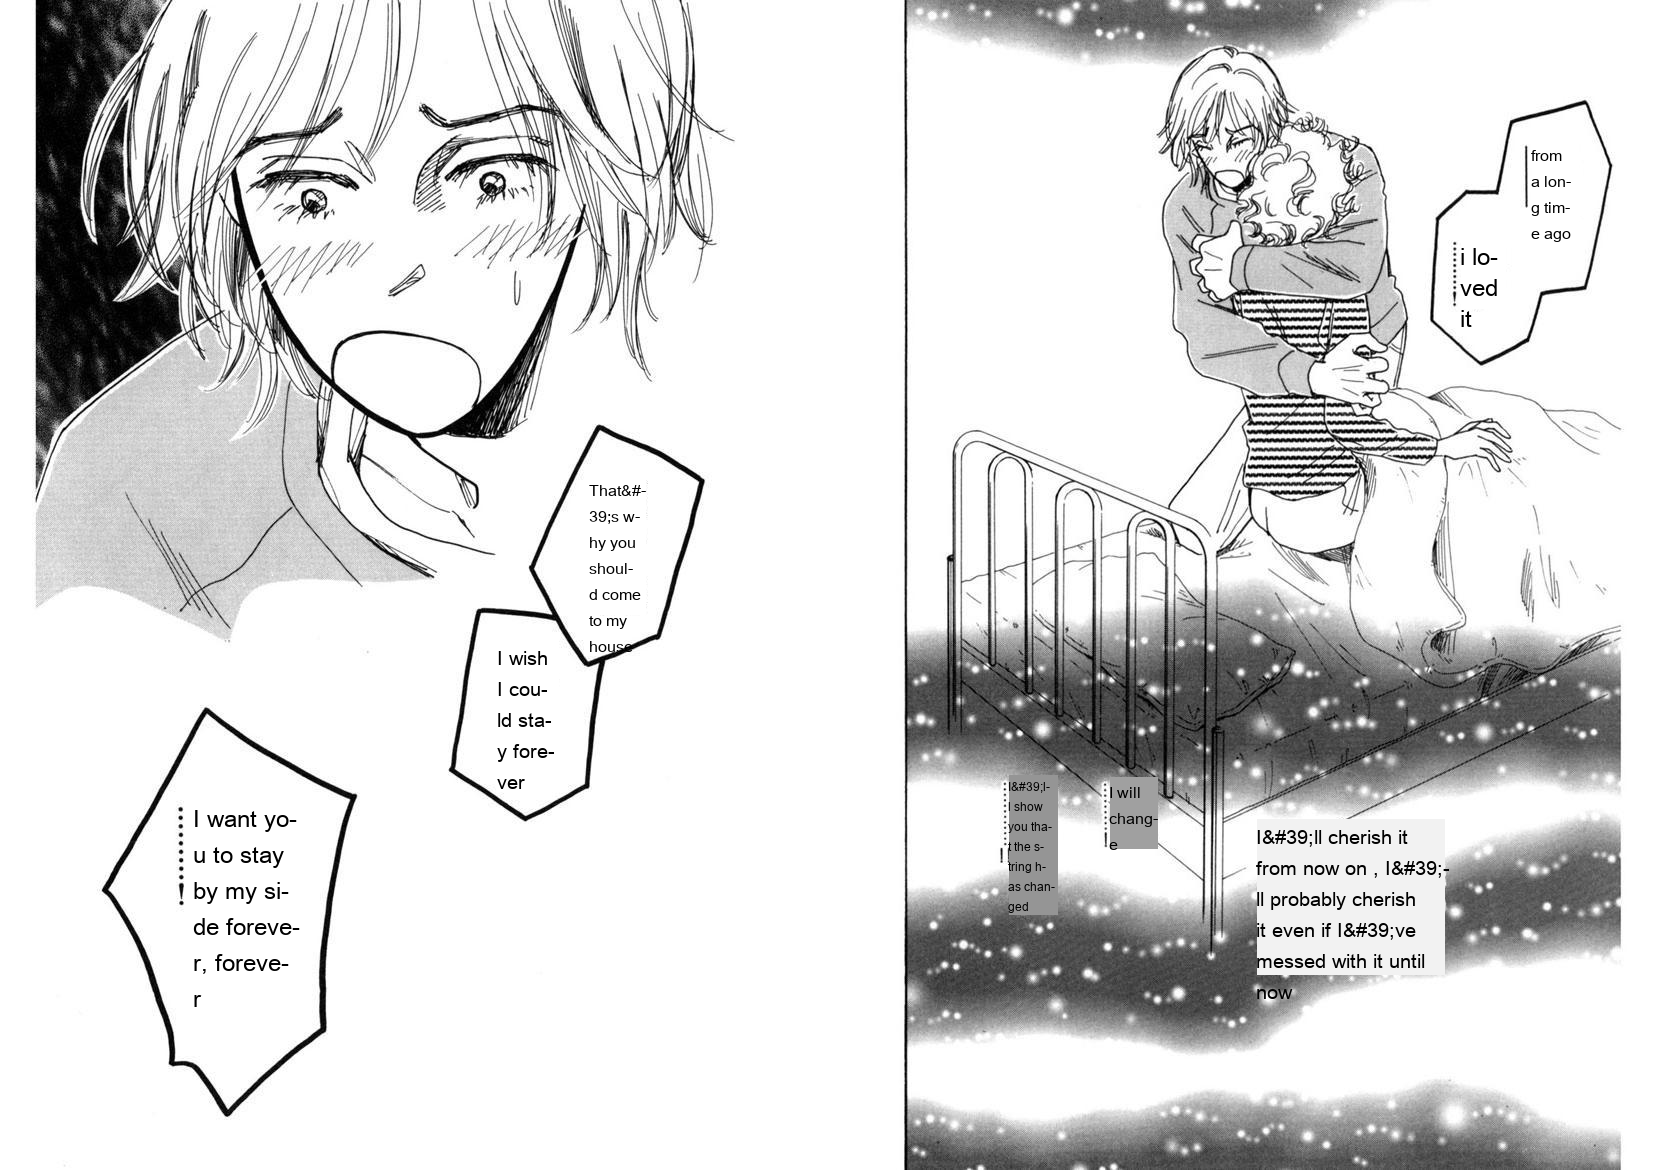 from
a lon-
g tim-
e ago
i lo-
ved
it
I&#39;ll cherish it
from now on , I&#39;-
ll probably cherish
it even if I&#39;ve
messed with it until
now
I will
chang-
e
I&#39;l-
l show
you tha-
t the s-
tring h-
as chan-
ged
That&#-
39;s w-
hy you
shoul-
d come
to my
house
I wish
I cou-
ld sta-
y fore-
ver
I want yo-
u to stay
by my si-
de foreve-
r, foreve-
r